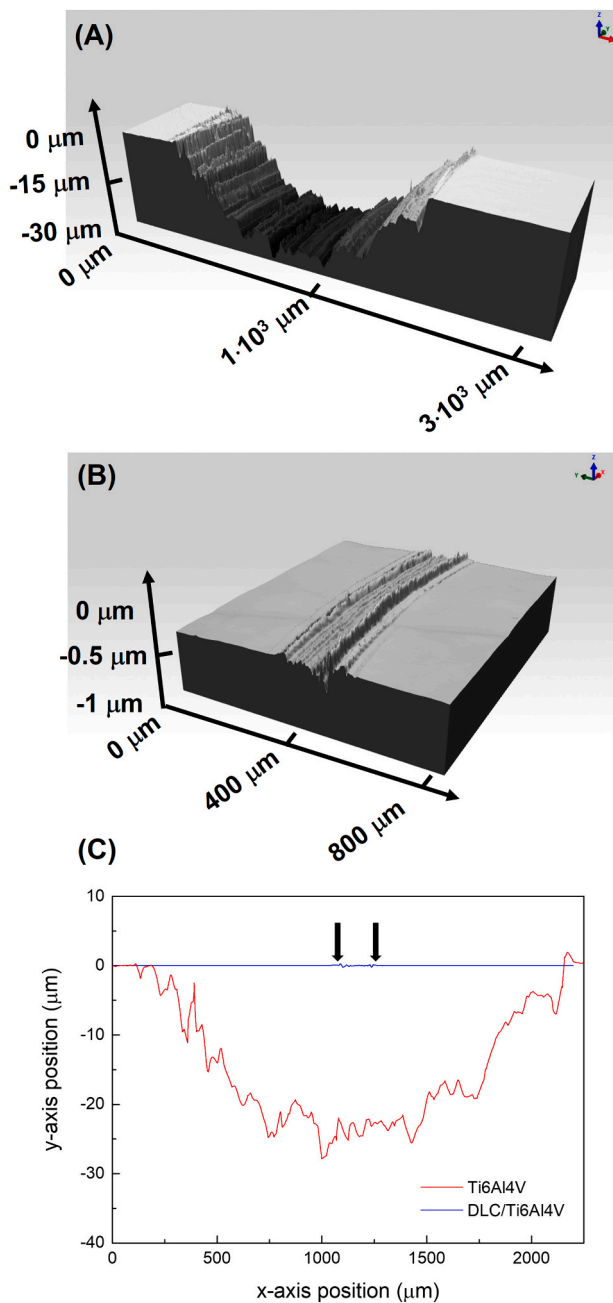 (A)
0 μm
-15 μm
-30 μm
0 μm
1·10³ μm
3·10³ μm
(B)
0 μm
-0.5 μm
-1 μm
0 μm
400 μm
800 μm
(C)
10
0
-10
-20
-30
-40
y-axis position (μm)
Ti6Al4V
DLC/Ti6Al4V
0 500 1000 1500 2000
x-axis position (μm)